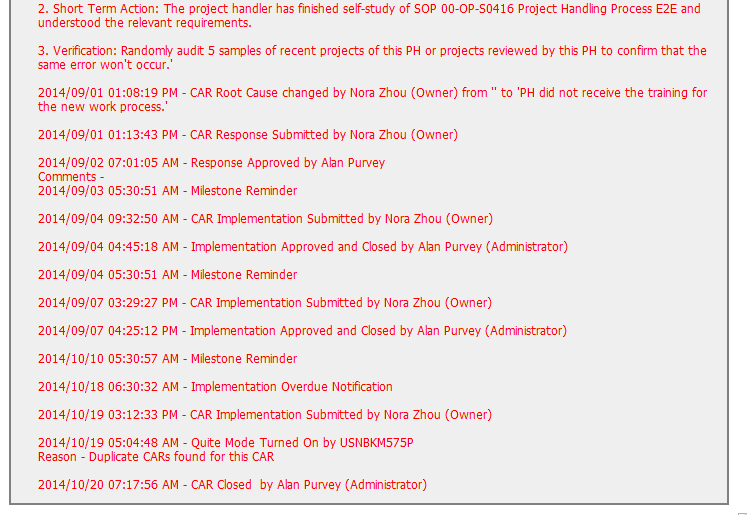 2. Short Term Action: The project handler has finished self-study of SOP 00-OP-S0416 Project Handling Process E2E and
understood the relevant requirements.
3. Verification: Randomly audit 5 samples of recent projects of this PH or projects reviewed by this PH to confirm that the
same error won't occur.'
2014/09/01 01:08:19 PM - CAR Root Cause changed by Nora Zhou (Owner) from '' to 'PH did not receive the training for
the new work process.'
2014/09/01 01:13:43 PM - CAR Response Submitted by Nora Zhou (Owner)
2014/09/02 07:01:05 AM - Response Approved by Alan Purvey
Comments -
2014/09/03 05:30:51 AM - Milestone Reminder
2014/09/04 09:32:50 AM - CAR Implementation Submitted by Nora Zhou (Owner)
2014/09/04 04:45:18 AM - Implementation Approved and Closed by Alan Purvey (Administrator)
2014/09/04 05:30:51 AM - Milestone Reminder
2014/09/07 03:29:27 PM - CAR Implementation Submitted by Nora Zhou (Owner)
2014/09/07 04:25:12 PM - Implementation Approved and Closed by Alan Purvey (Administrator)
2014/10/10 05:30:57 AM - Milestone Reminder
2014/10/18 06:30:32 AM - Implementation Overdue Notification
2014/10/19 03:12:33 PM - CAR Implementation Submitted by Nora Zhou (Owner)
2014/10/19 05:04:48 AM - Quite Mode Turned On by USNBKM575P
Reason - Duplicate CARs found for this CAR
2014/10/20 07:17:56 AM - CAR Closed  by Alan Purvey (Administrator)